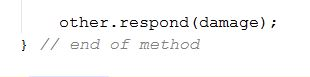 other.respond(damage);
} // end of method